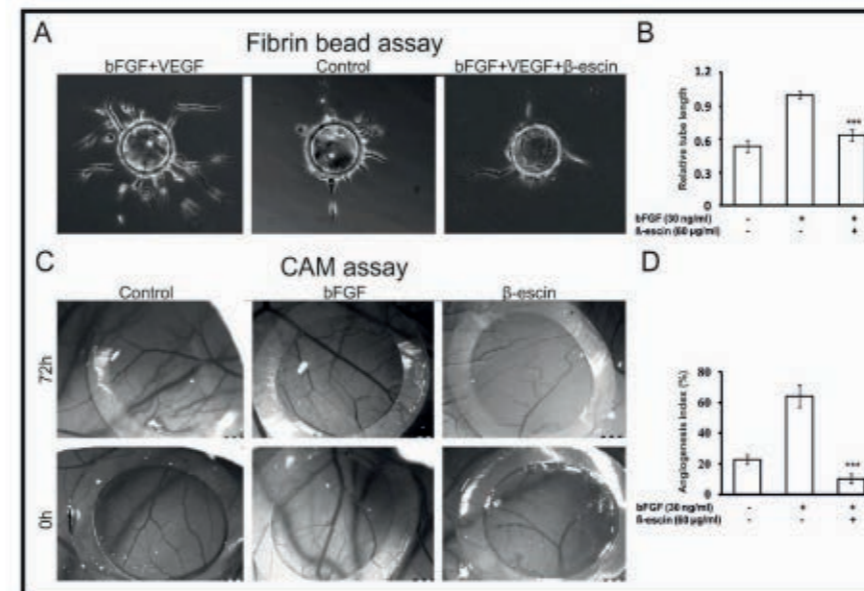 A
Fibrin bead assay
bFGF+VEGF
Control
bFGF+VEGF+β-escin
B
1.2
0.9
0.6
0.3
0
Relative tube length
***
bFGF (30 ng/ml) - + +
ß-escin (60 µg/ml) - - +
C
CAM assay
Control
bFGF
β-escin
72h
0h
D
80
60
40
20
0
Angiogenesis index (%)
***
bFGF (30 ng/ml) - + +
ß-escin (60 µg/ml) - - +